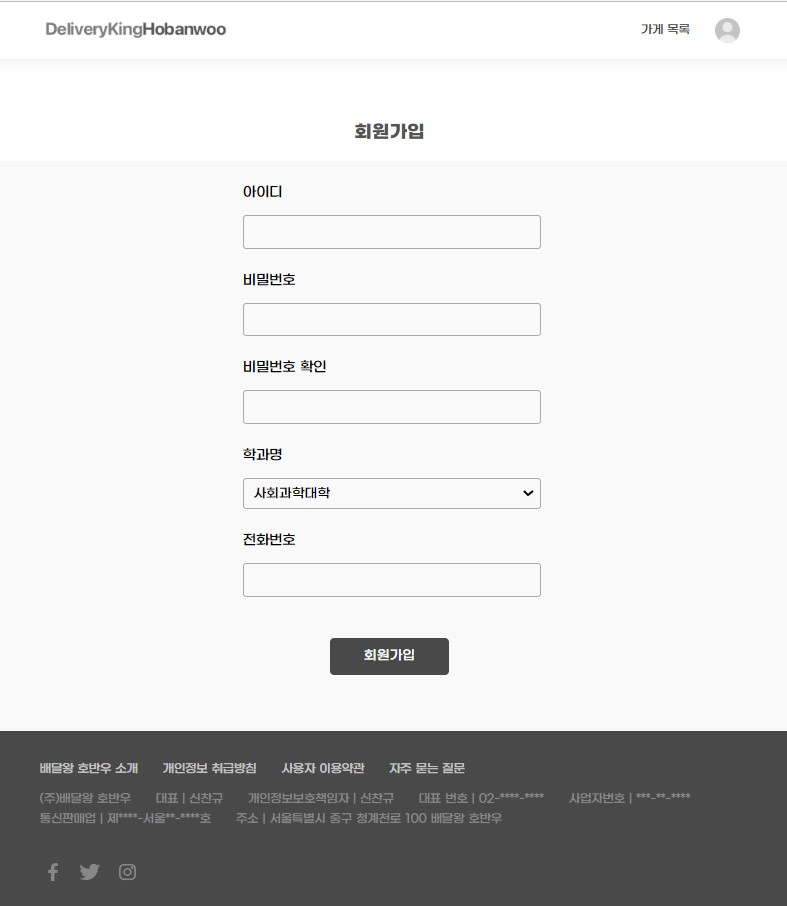 DeliveryKingHobanwoo 가게 목록
회원가입
아이디
비밀번호
비밀번호 확인
학과명
사회과학대학
전화번호
회원가입
배달왕 호반우 소개 개인정보 취급방침 사용자 이용약관 자주 묻는 질문
(주)배달왕 호반우 대표 | 신찬규 개인정보보호책임자 | 신찬규 대표 번호 | 02-****-**** 사업자번호 | ***-**-****
통신판매업 | 제****-서울**-****호 주소 | 서울특별시 중구 청계천로 100 배달왕 호반우